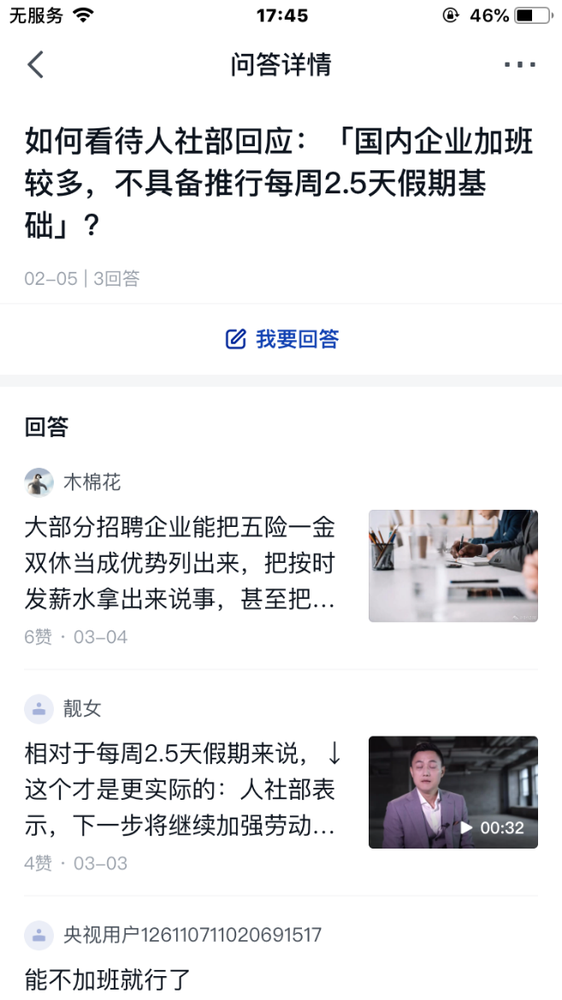 无服务 17:45 46%
问答详情
如何看待人社部回应：「国内企业加班
较多，不具备推行每周2.5天假期基
础」？
02-05 | 3回答
我要回答
回答
木棉花
大部分招聘企业能把五险一金
双休当成优势列出来，把按时
发薪水拿出来说事，甚至把...
6赞 · 03-04
靓女
相对于每周2.5天假期来说，↓
这个才是更实际的：人社部表
示，下一步将继续加强劳动...
00:32
4赞 · 03-03
央视用户126110711020691517
能不加班就行了